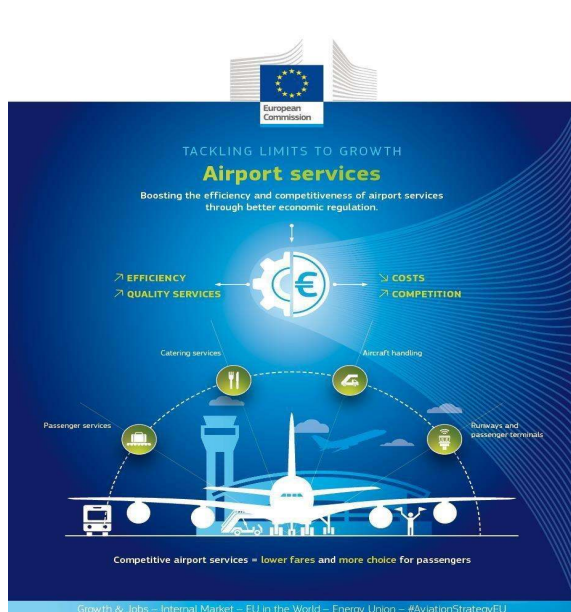 European
Commission
TACKLING LIMITS TO GROWTH
Airport services
Boosting the efficiency and competitiveness of airport services
through better economic regulation.
↗ EFFICIENCY
↗ QUALITY SERVICES
€
↘ COSTS
↗ COMPETITION
Catering services
Aircraft handling
Passenger services
Runways and
passenger terminals
Competitive airport services = lower fares and more choice for passengers
Growth & Jobs – Internal Market – EU in the World – Energy Union – #AviationStrategyEU